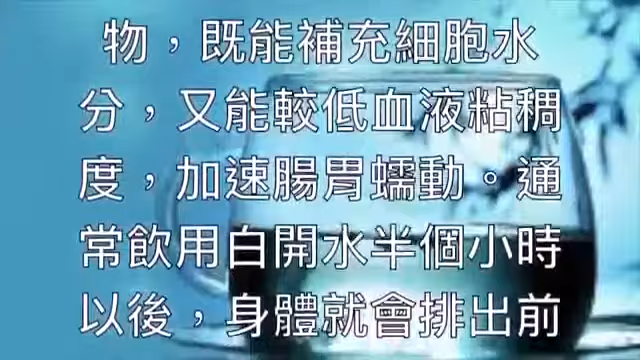 物，既能補充細胞水
分，又能較低血液粘稠
度，加速腸胃蠕動。通
常飲用白開水半個小時
以後，身體就會排出前